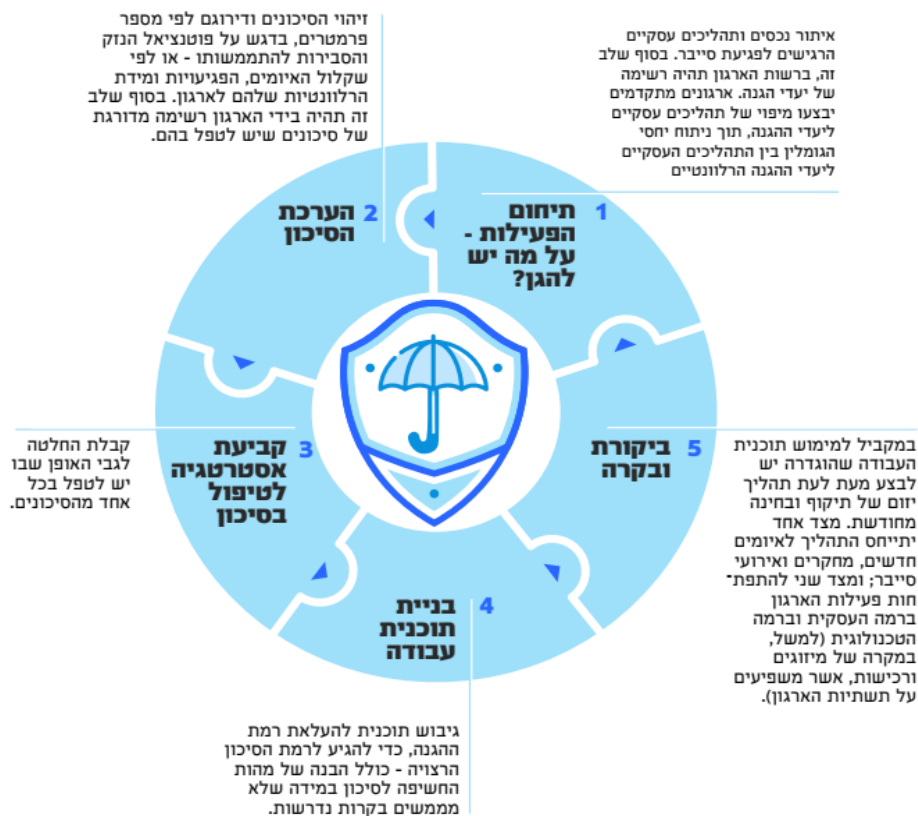 איתור נכסים ותהליכים עסקיים
הרגישים לפגיעת סייבר. בסוף שלב
זה, ברשות הארגון תהיה רשימה
של יעדי הגנה. ארגונים מתקדמים
יבצעו מיפוי של תהליכים עסקיים
ליעדי ההגנה, תוך ניתוח יחסי
הגומלין בין התהליכים העסקיים
ליעדי ההגנה הרלוונטיים
1 תיחום
הפעילות -
על מה יש
להגן?
זיהוי הסיכונים ודירוגם לפי מספר
פרמטרים, בדגש על פוטנציאל הנזק
והסבירות להתממשותו - או לפי
שקלול האיומים, הפגיעויות ומידת
הרלוונטיות שלהם לארגון. בסוף שלב
זה תהיה בידי הארגון רשימה מדורגת
של סיכונים שיש לטפל בהם.
2 הערכת
הסיכון
3 קביעת
אסטרטגיה
לטיפול
בסיכון
קבלת החלטה
לגבי האופן שבו
יש לטפל בכל
אחד מהסיכונים.
4 בניית
תוכנית
עבודה
גיבוש תוכנית להעלאת רמת
ההגנה, כדי להגיע לרמת הסיכון
הרצויה - כולל הבנה של מהות
החשיפה לסיכון במידה שלא
מממשים בקרות נדרשות.
5 ביקורת
ובקרה
במקביל למימוש תוכנית
העבודה שהוגדרה יש
לבצע מעת לעת תהליך
יזום של תיקוף ובחינה
מחודשת. מצד אחד
יתייחס התהליך לאיומים
חדשים, מחקרים ואירועי
סייבר; ומצד שני להתפת־
חות פעילות הארגון
ברמה העסקית וברמה
הטכנולוגית (למשל,
במקרה של מיזוגים
ורכישות, אשר משפיעים
על תשתיות הארגון).